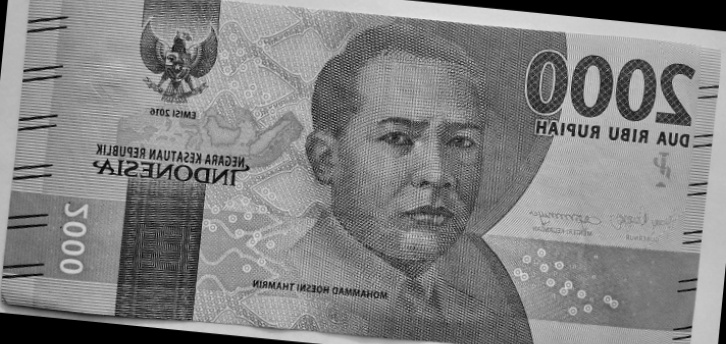 2000
DUA RIBU RUPIAH
EMISI 2016
NEGARA KESATUAN REPUBLIK
INDONESIA
2000
MOHAMMAD HOESNI THAMRIN